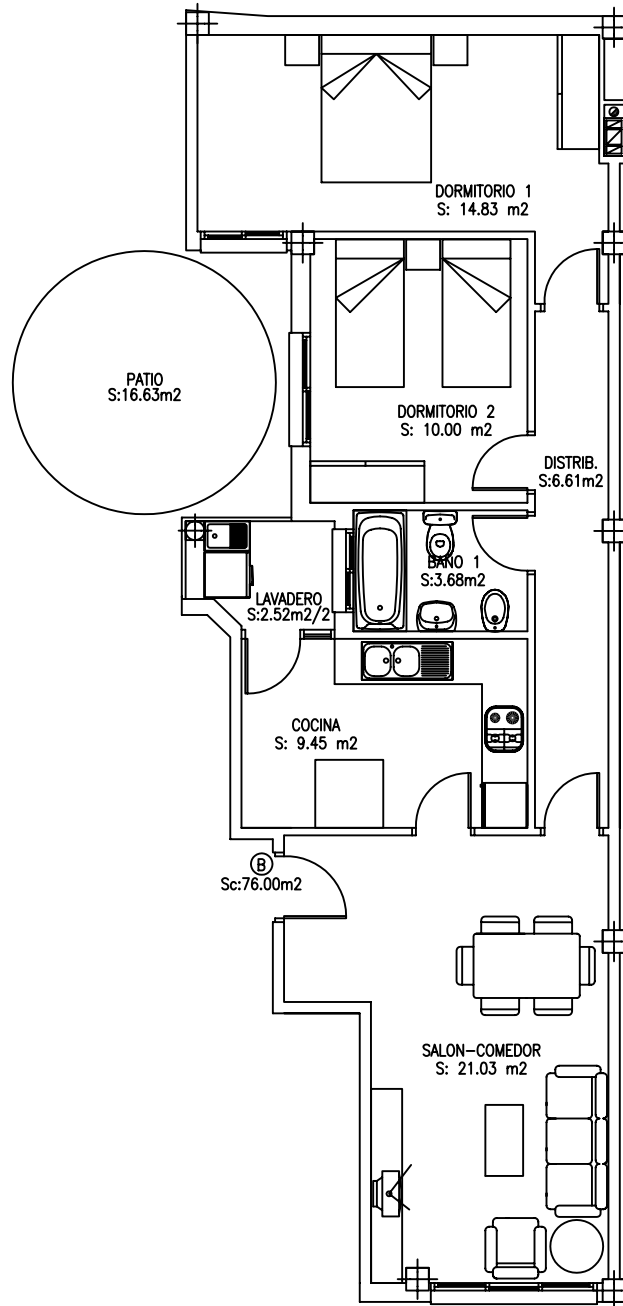 DORMITORIO 1
S: 14.83 m2
PATIO
S:16.63m2
DORMITORIO 2
S: 10.00 m2
DISTRIB.
S:6.61m2
BAÑO 1
S:3.68m2
LAVADERO
S:2.52m2/2
COCINA
S: 9.45 m2
B
Sc:76.00m2
SALON-COMEDOR
S: 21.03 m2